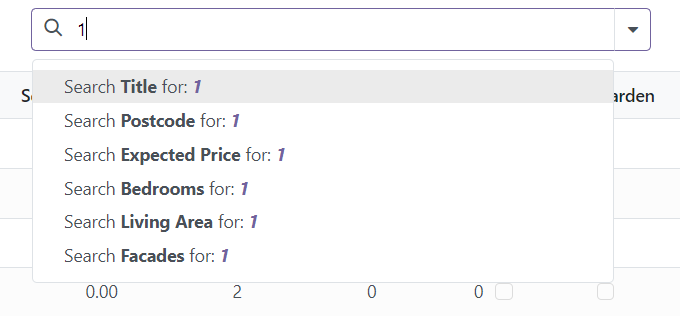 1
Search Title for: 1
Search Postcode for: 1
Search Expected Price for: 1
Search Bedrooms for: 1
Search Living Area for: 1
Search Facades for: 1
0.00 2 0 0